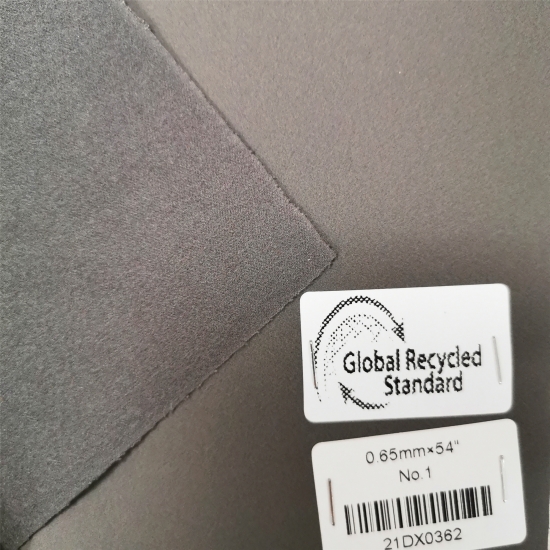 Global Recycled
Standard
0.65mm×54"
No.1
21DX0362